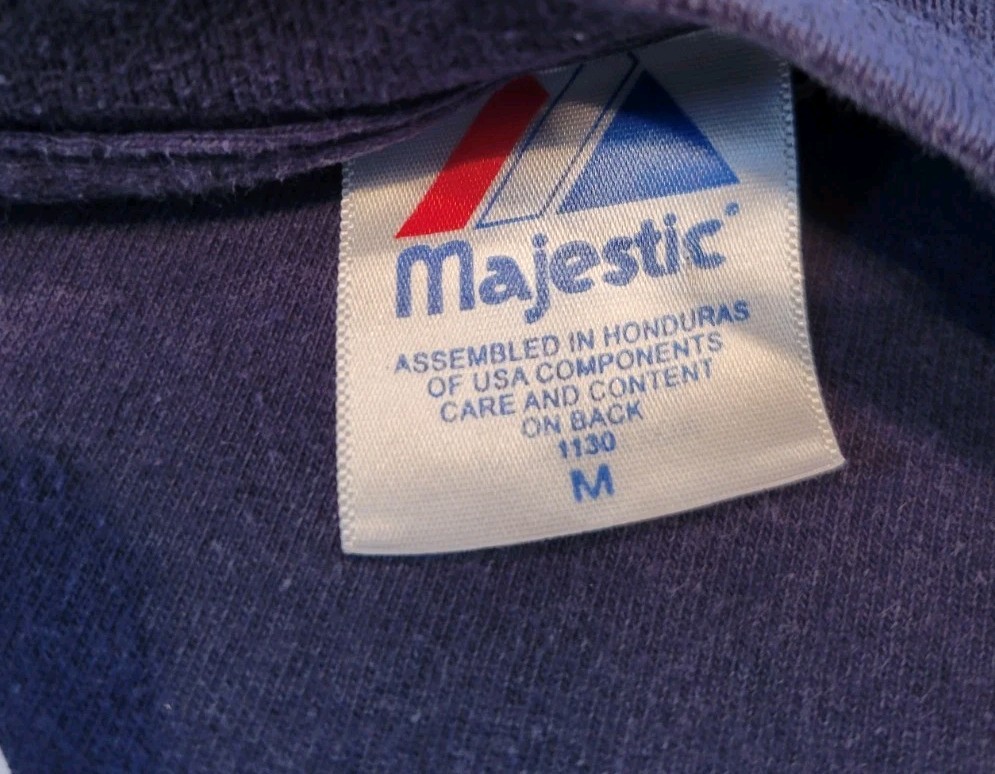 Majestic
ASSEMBLED IN HONDURAS
OF USA COMPONENTS
CARE AND CONTENT
ON BACK
1130
M